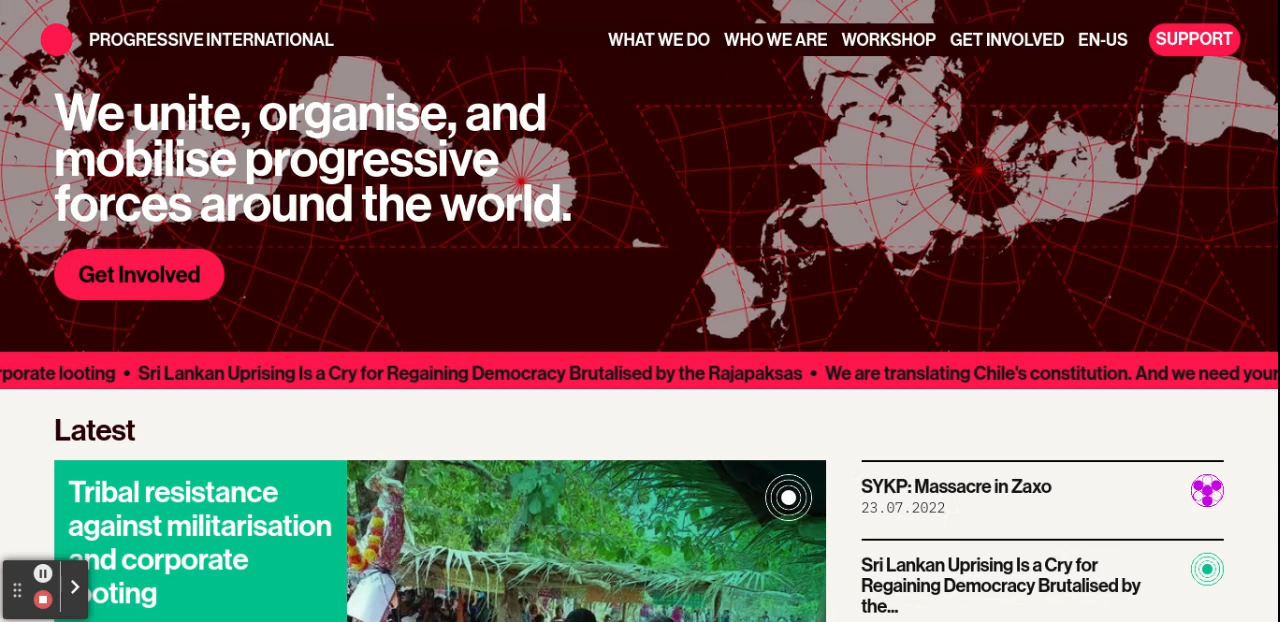 PROGRESSIVE INTERNATIONAL
WHAT WE DO WHO WE ARE WORKSHOP GET INVOLVED EN-US SUPPORT
We unite, organise, and
mobilise progressive
forces around the world.
Get Involved
rporate looting • Sri Lankan Uprising Is a Cry for Regaining Democracy Brutalised by the Rajapaksas • We are translating Chile's constitution. And we need your
Latest
Tribal resistance
against militarisation
and corporate
ooting
SYKP: Massacre in Zaxo
23.07.2022
Sri Lankan Uprising Is a Cry for
Regaining Democracy Brutalised by
the...